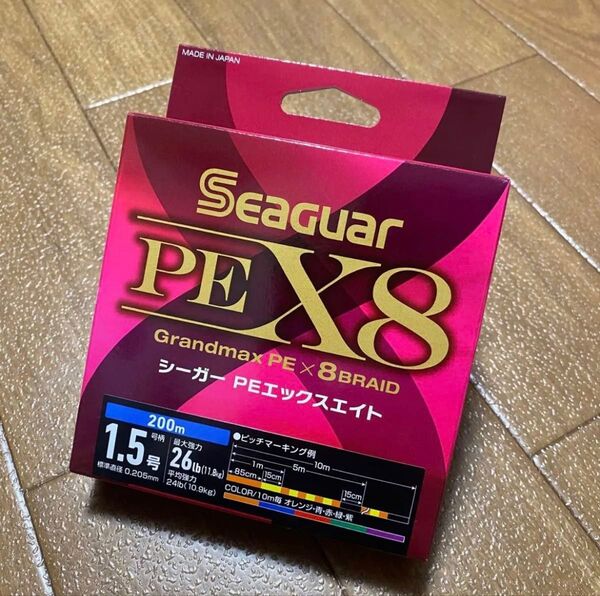 MADE IN JAPAN
Seaguar
PE X8
Grandmax PE×8BRAID
シーガー PEエックスエイト
200m
1.5号 号柄
標準直径 0.205mm
最大強力
26lb(11.8kg)
平均強力
24lb(10.9kg)
●ピッチマーキング例
1m 5m 10m
85cm 15cm 15cm
COLOR/10m毎 オレンジ・青・赤・緑・紫